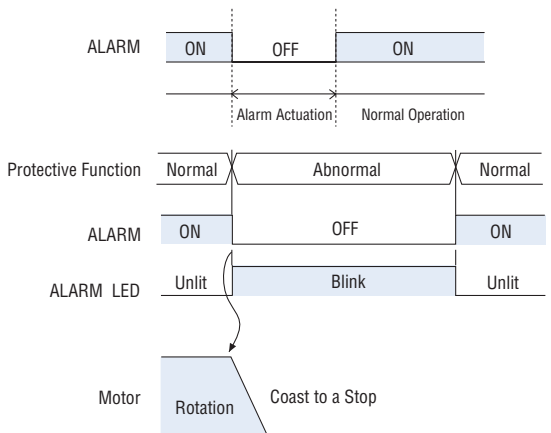 ALARM ON OFF ON
Alarm Actuation Normal Operation
Protective Function Normal Abnormal Normal
ALARM ON OFF ON
ALARM LED Unlit Blink Unlit
Motor Rotation Coast to a Stop